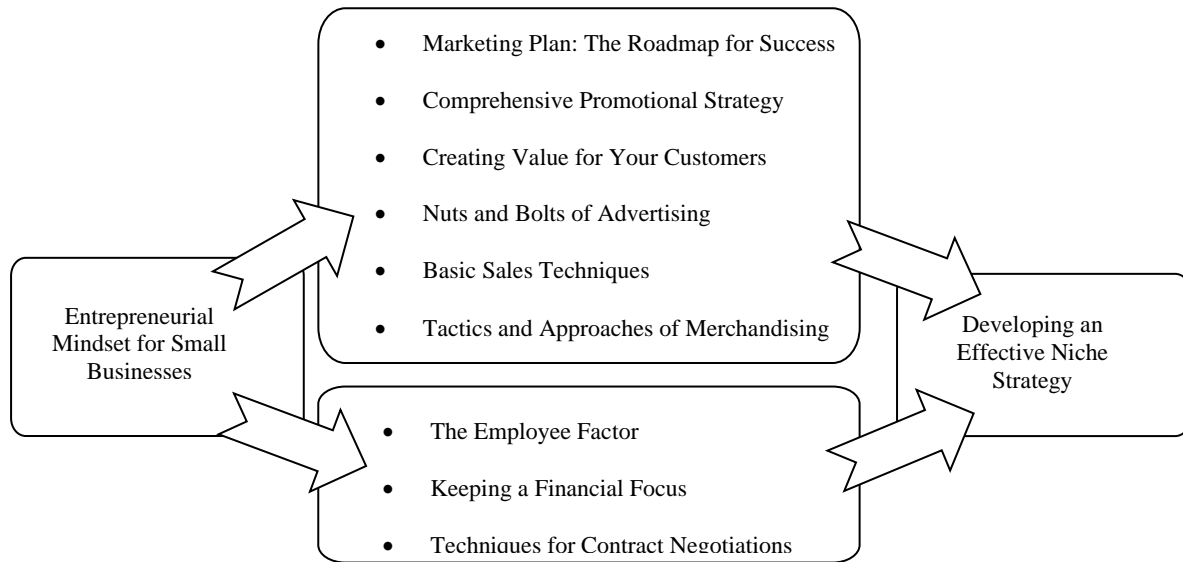 Entrepreneurial
Mindset for Small
Businesses
• Marketing Plan: The Roadmap for Success
• Comprehensive Promotional Strategy
• Creating Value for Your Customers
• Nuts and Bolts of Advertising
• Basic Sales Techniques
• Tactics and Approaches of Merchandising
• The Employee Factor
• Keeping a Financial Focus
• Techniques for Contract Negotiations
Developing an
Effective Niche
Strategy